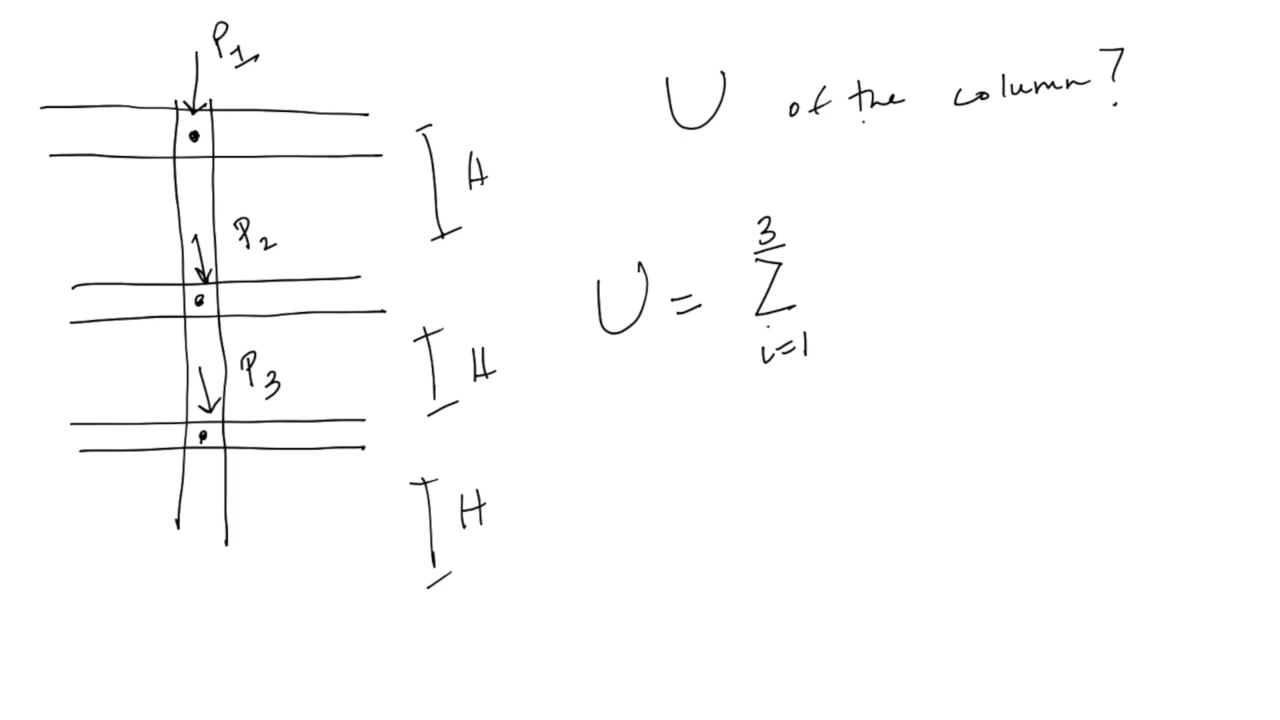 P1
U of the column?
H
P2
3
U = Σ
i=1
P3
H
H